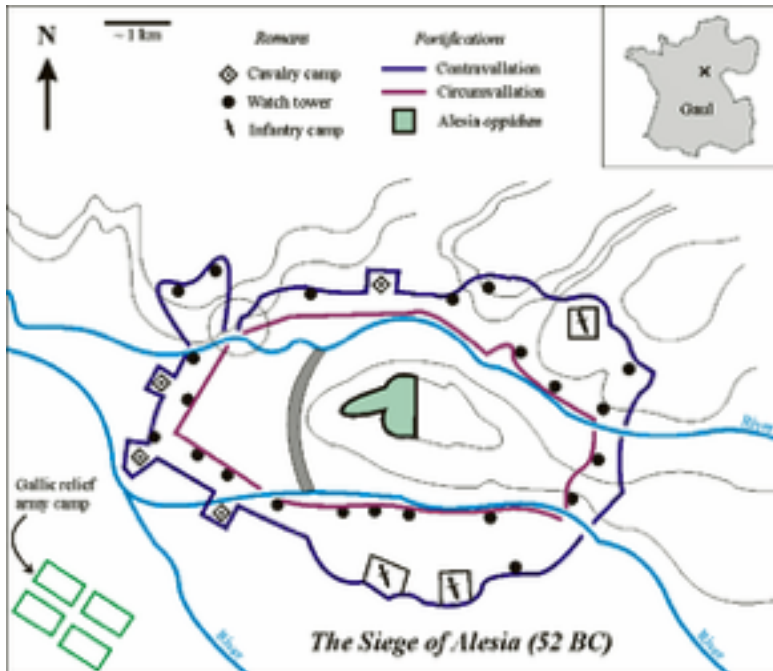 N
~ 1 km
Romans
Cavalry camp
Watch tower
Infantry camp
Fortifications
Contravallation
Circumvallation
Alesia oppidum
Gaul
River
Gallic relief
army camp
River
River
The Siege of Alesia (52 BC)